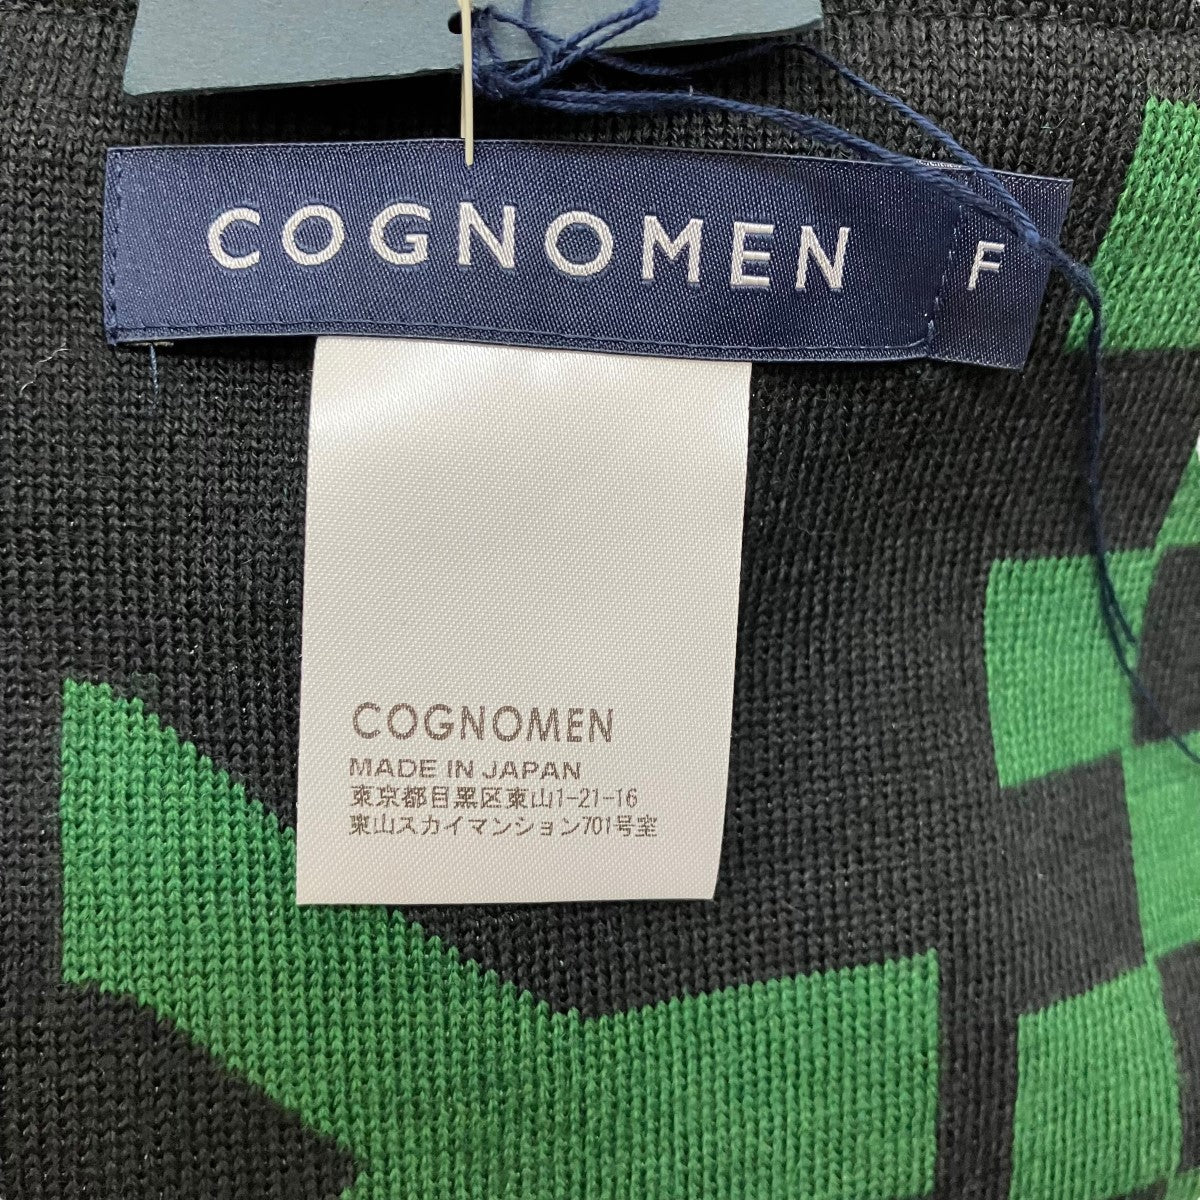 COGNOMEN F
COGNOMEN
MADE IN JAPAN
東京都目黒区東山1-21-16
東山スカイマンション701号室